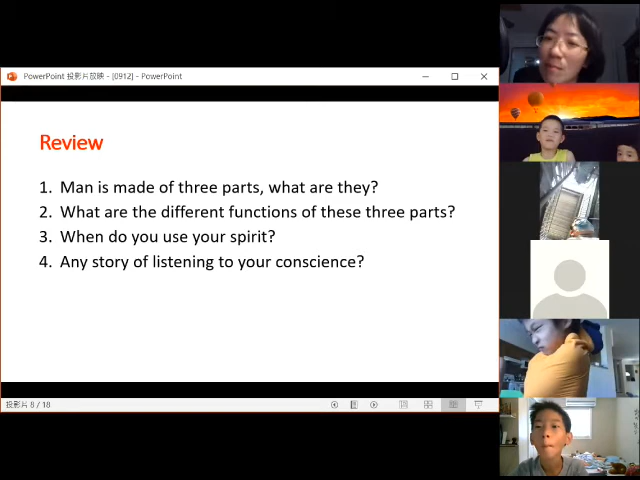 PowerPoint 投影片放映 - [0912] - PowerPoint
Review
1. Man is made of three parts, what are they?
2. What are the different functions of these three parts?
3. When do you use your spirit?
4. Any story of listening to your conscience?
投影片 8 / 18